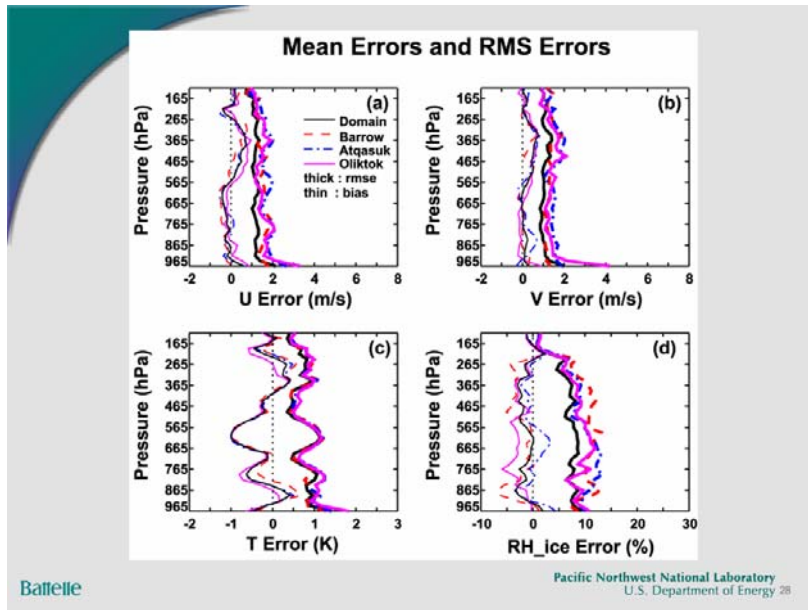 Mean Errors and RMS Errors
Pressure (hPa)
165
265
365
465
565
665
765
865
965
(a)
Domain
Barrow
Atqasuk
Oliktok
thick : rmse
thin : bias
-2 0 2 4 6 8
U Error (m/s)
Pressure (hPa)
165
265
365
465
565
665
765
865
965
(b)
-2 0 2 4 6 8
V Error (m/s)
Pressure (hPa)
165
265
365
465
565
665
765
865
965
(c)
-2 -1 0 1 2 3
T Error (K)
Pressure (hPa)
165
265
365
465
565
665
765
865
965
(d)
-10 0 10 20 30
RH_ice Error (%)
Battelle
Pacific Northwest National Laboratory
U.S. Department of Energy 28